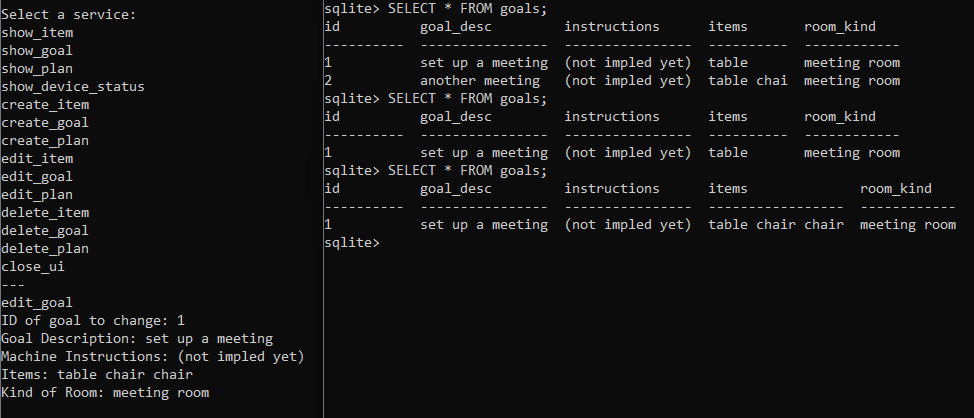 Select a service:
show_item
show_goal
show_plan
show_device_status
create_item
create_goal
create_plan
edit_item
edit_goal
edit_plan
delete_item
delete_goal
delete_plan
close_ui
---
edit_goal
ID of goal to change: 1
Goal Description: set up a meeting
Machine Instructions: (not impled yet)
Items: table chair chair
Kind of Room: meeting room
sqlite> SELECT * FROM goals;
id          goal_desc         instructions      items       room_kind
----------  ----------------  ----------------  ----------  ------------
1           set up a meeting  (not impled yet)  table       meeting room
2           another meeting   (not impled yet)  table chai  meeting room
sqlite> SELECT * FROM goals;
id          goal_desc         instructions      items       room_kind
----------  ----------------  ----------------  ----------  ------------
1           set up a meeting  (not impled yet)  table       meeting room
sqlite> SELECT * FROM goals;
id          goal_desc         instructions      items              room_kind
----------  ----------------  ----------------  -----------------  ------------
1           set up a meeting  (not impled yet)  table chair chair  meeting room
sqlite>